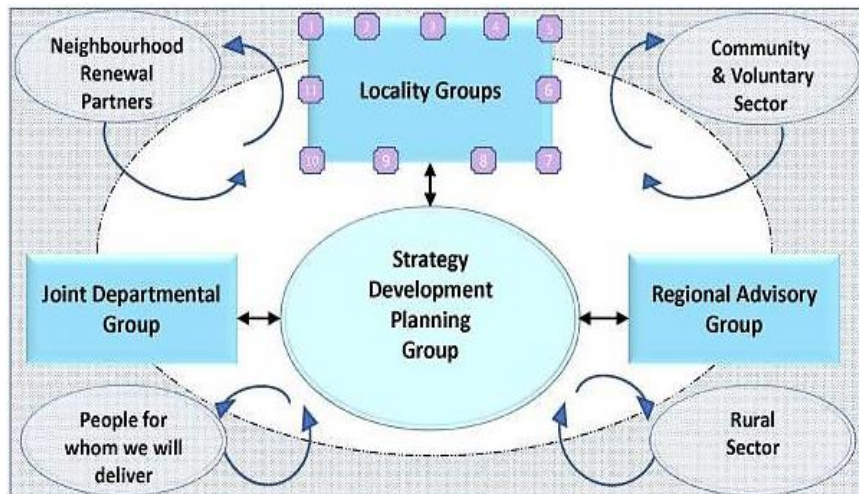 Neighbourhood
Renewal
Partners
1 2 3 4 5
11 6
10 9 8 7
Locality Groups
Community
& Voluntary
Sector
Joint Departmental
Group
Strategy
Development
Planning
Group
Regional Advisory
Group
People for
whom we will
deliver
Rural
Sector